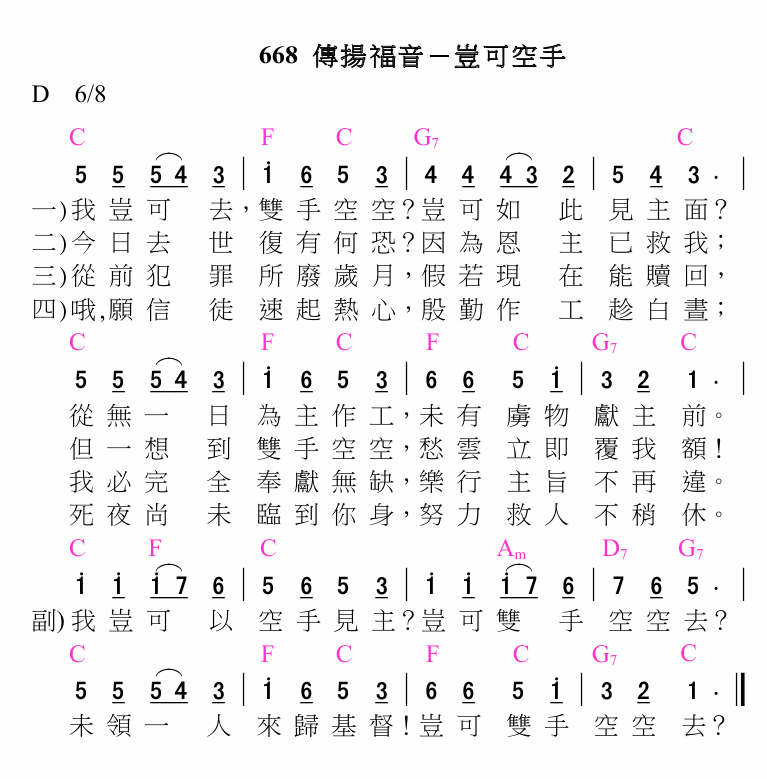 668 傳揚福音－豈可空手
D 6/8
C F C G7 C
5 5 5 4 3 | i 6 5 3 | 4 4 4 3 2 | 5 4 3 . |
一)我豈可 去，雙手空空？豈可如 此 見主面？
二)今日去 世 復有何恐？因為恩 主 已救我；
三)從前犯 罪 所廢歲月，假若現 在 能贖回，
四)哦,願信 徒 速起熱心，殷勤作 工 趁白晝；
C F C F C G7 C
5 5 5 4 3 | i 6 5 3 | 6 6 5 i | 3 2 1 . |
從無一 日 為主作工，未有虜物 獻主前。
但一想 到 雙手空空，愁雲立即 覆我額！
我必完 全 奉獻無缺，樂行主旨 不再違。
死夜尚 未 臨到你身，努力救人 不稍休。
C F C Am D7 G7
i i i 7 6 | 5 6 5 3 | i i i 7 6 | 7 6 5 . |
副)我豈可 以 空手見主？豈可雙 手 空空去？
C F C F C G7 C
5 5 5 4 3 | i 6 5 3 | 6 6 5 i | 3 2 1 . ‖
未領一 人 來歸基督！豈可雙手 空空去？